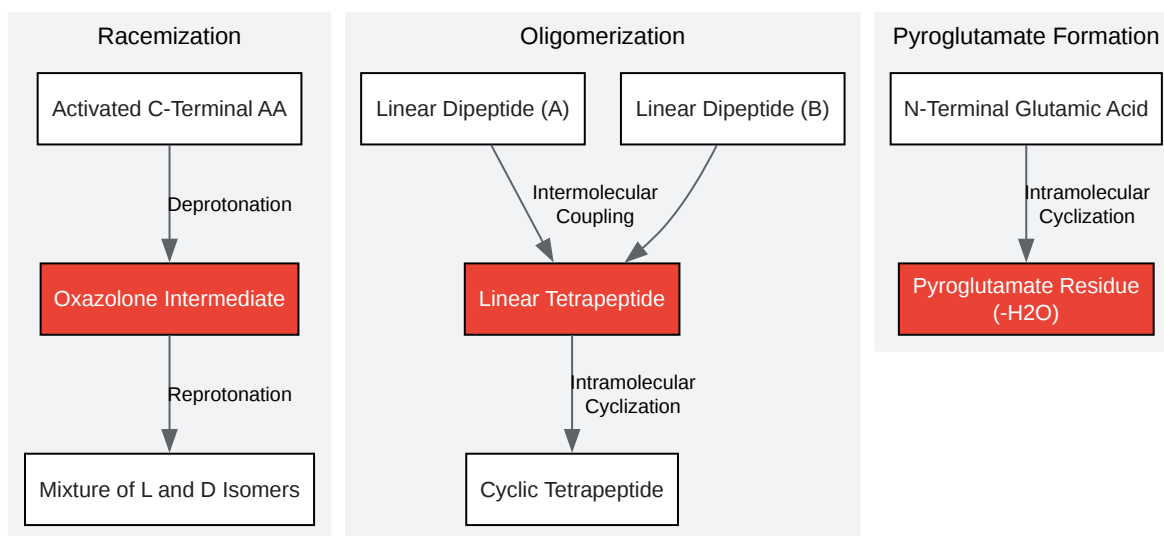 Racemization
Activated C-Terminal AA
Deprotonation
Oxazolone Intermediate
Reprotonation
Mixture of L and D Isomers
Oligomerization
Linear Dipeptide (A)
Linear Dipeptide (B)
Intermolecular
Coupling
Linear Tetrapeptide
Intramolecular
Cyclization
Cyclic Tetrapeptide
Pyroglutamate Formation
N-Terminal Glutamic Acid
Intramolecular
Cyclization
Pyroglutamate Residue
(-H2O)